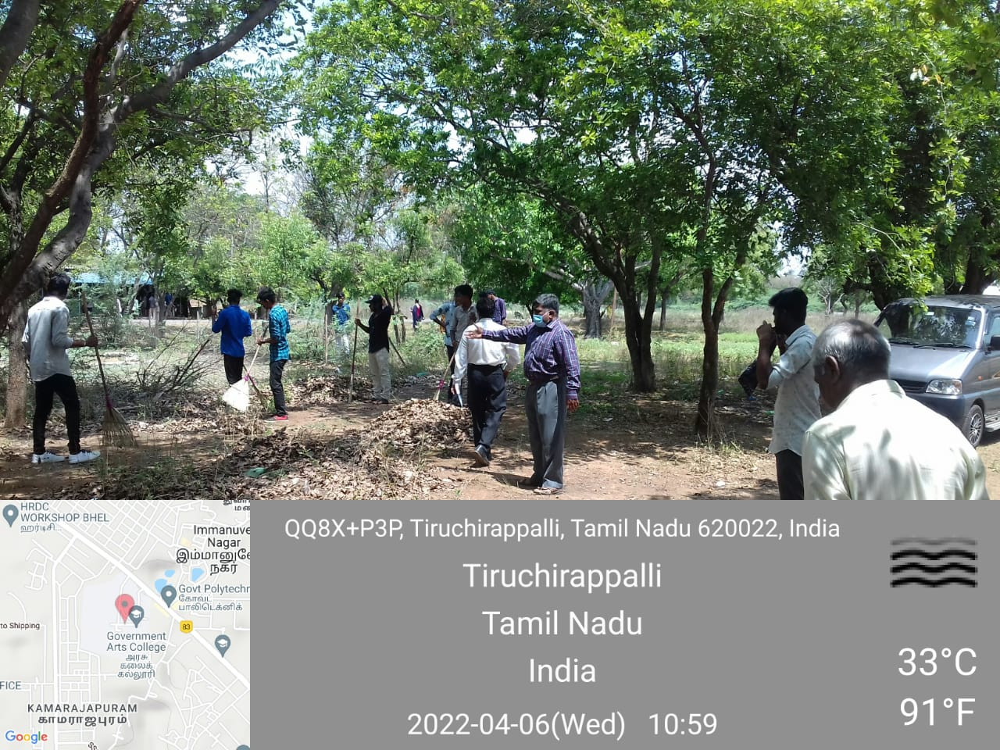 QQ8X+P3P, Tiruchirappalli, Tamil Nadu 620022, India
Tiruchirappalli
Tamil Nadu
India
2022-04-06(Wed) 10:59
33°C
91°F
HRDC
WORKSHOP BHEL
ஹர்டிசி...
Immanuve
Nagar
இம்மானுவே
நகர்
Govt Polytechn
கோவட்
பாலிடெக்னிக்
83
to Shipping
Government
Arts College
அரசு
கலைக்
கல்லூரி
FICE
KAMARAJAPURAM
காமராஜபுரம்
Google